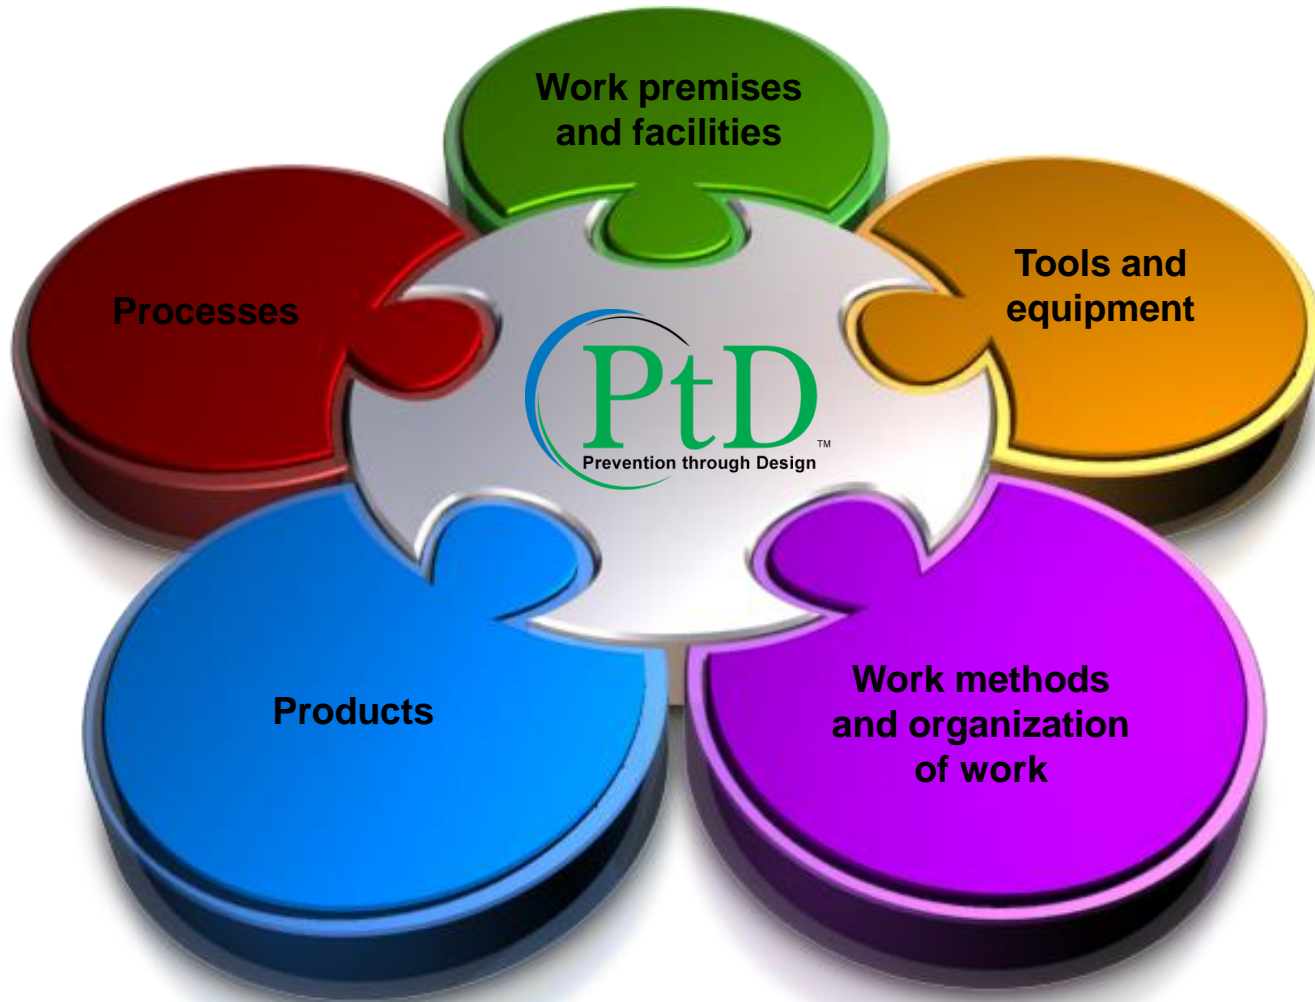 Work premises
and facilities
Tools and
equipment
Processes
PtD
TM
Prevention through Design
Work methods
and organization
of work
Products